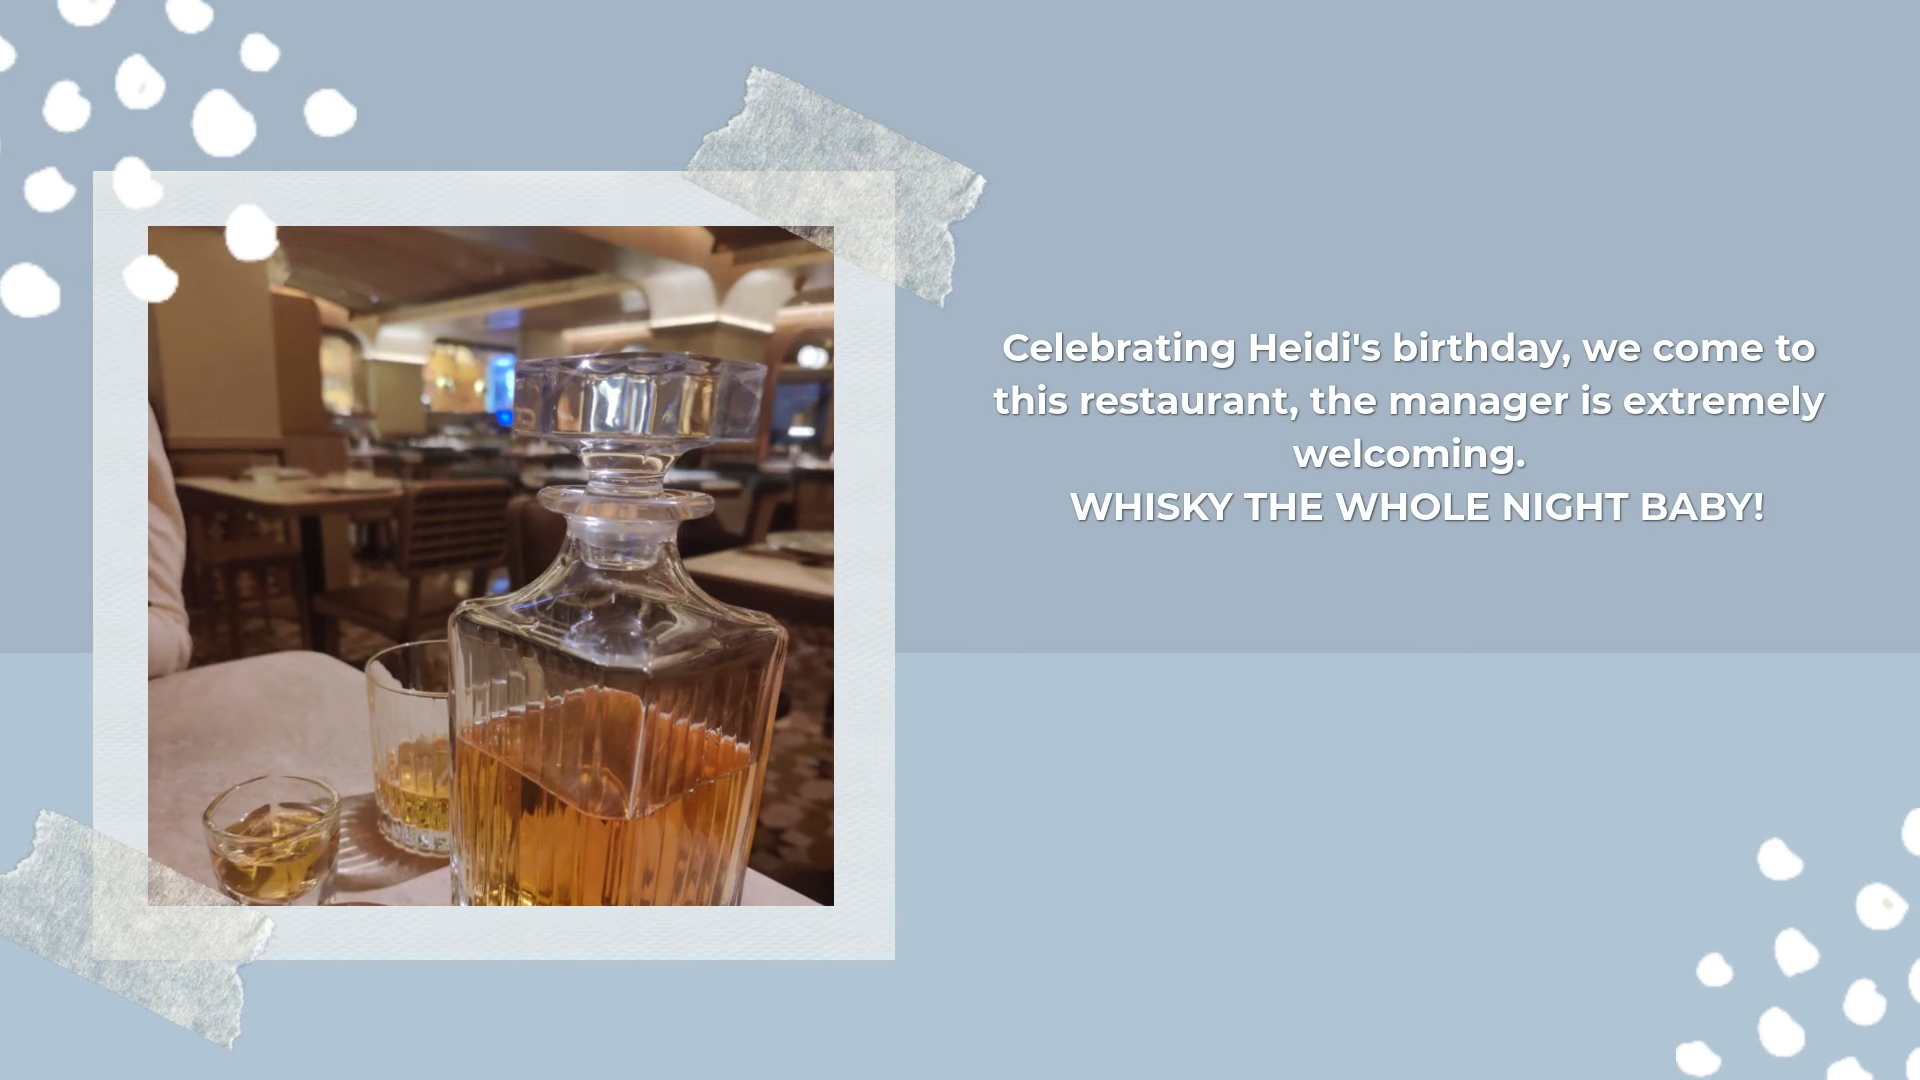 Celebrating Heidi's birthday, we come to
this restaurant, the manager is extremely
welcoming.
WHISKY THE WHOLE NIGHT BABY!